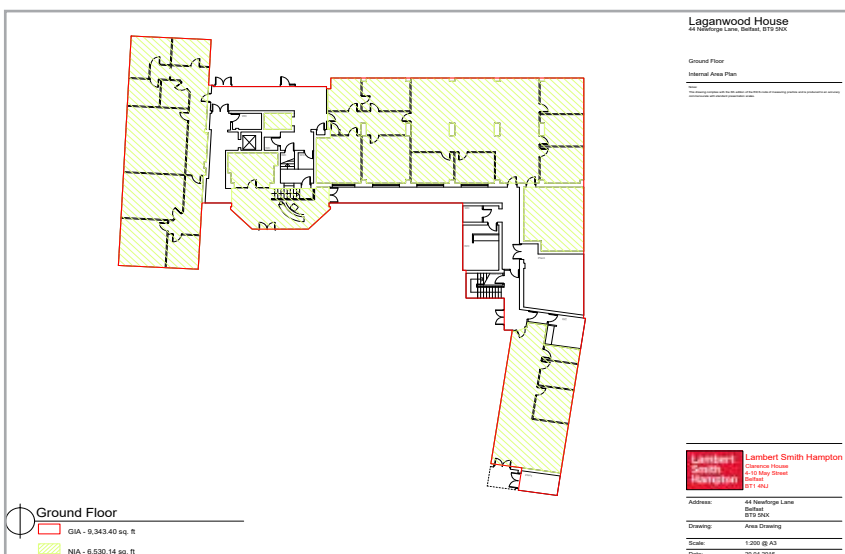 Laganwood House
44 Newforge Lane, Belfast, BT9 5NX
Ground Floor
Internal Area Plan
Ground Floor
GIA - 9,343.40 sq. ft
NIA - 6,530.14 sq. ft
Lambert
Smith
Hampton
Lambert Smith Hampton
Clarence House
4-10 May Street
Belfast
BT1 4NJ
Address: 44 Newforge Lane
Belfast
BT9 5NX
Drawing: Area Drawing
Scale: 1:200 @ A3